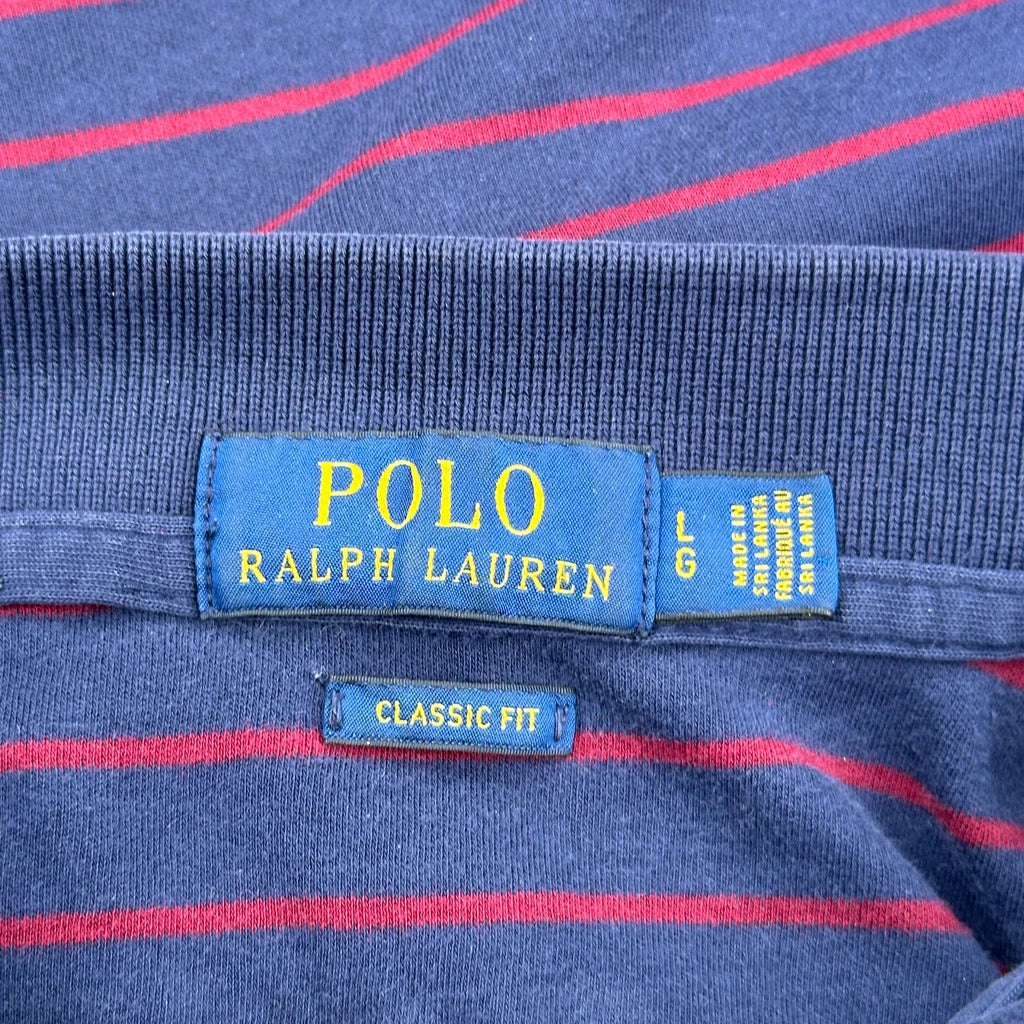 POLO
RALPH LAUREN
L
G
MADE IN
SRI LANKA
FABRIQUÉ AU
SRI LANKA
CLASSIC FIT